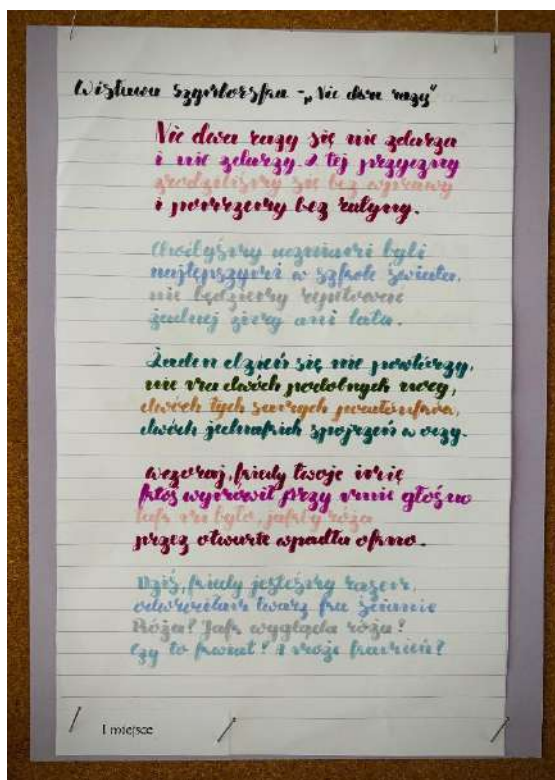 Wisława Szymborska - „Nic dwa razy”
Nic dwa razy się nie zdarza
i nie zdarzy. Z tej przyczyny
zrodziliśmy się bez wprawy
i pomrzemy bez rutyny.
Choćbyśmy uczniami byli
najtępszymi w szkole świata,
nie będziemy repetować
żadnej zimy ani lata.
Żaden dzień się nie powtórzy,
nie ma dwóch podobnych nocy,
dwóch tych samych pocałunków,
dwóch jednakich spojrzeń w oczy.
Wczoraj, kiedy twoje imię
ktoś wymówił przy mnie głośno
tak mi było, jakby róża
przez otwarte wpadła okno.
Dziś, kiedy jesteśmy razem,
odwróciłam twarz ku ścianie
Róża? Jak wygląda róża?
Czy to kwiat? A może kamień?
I miejsce